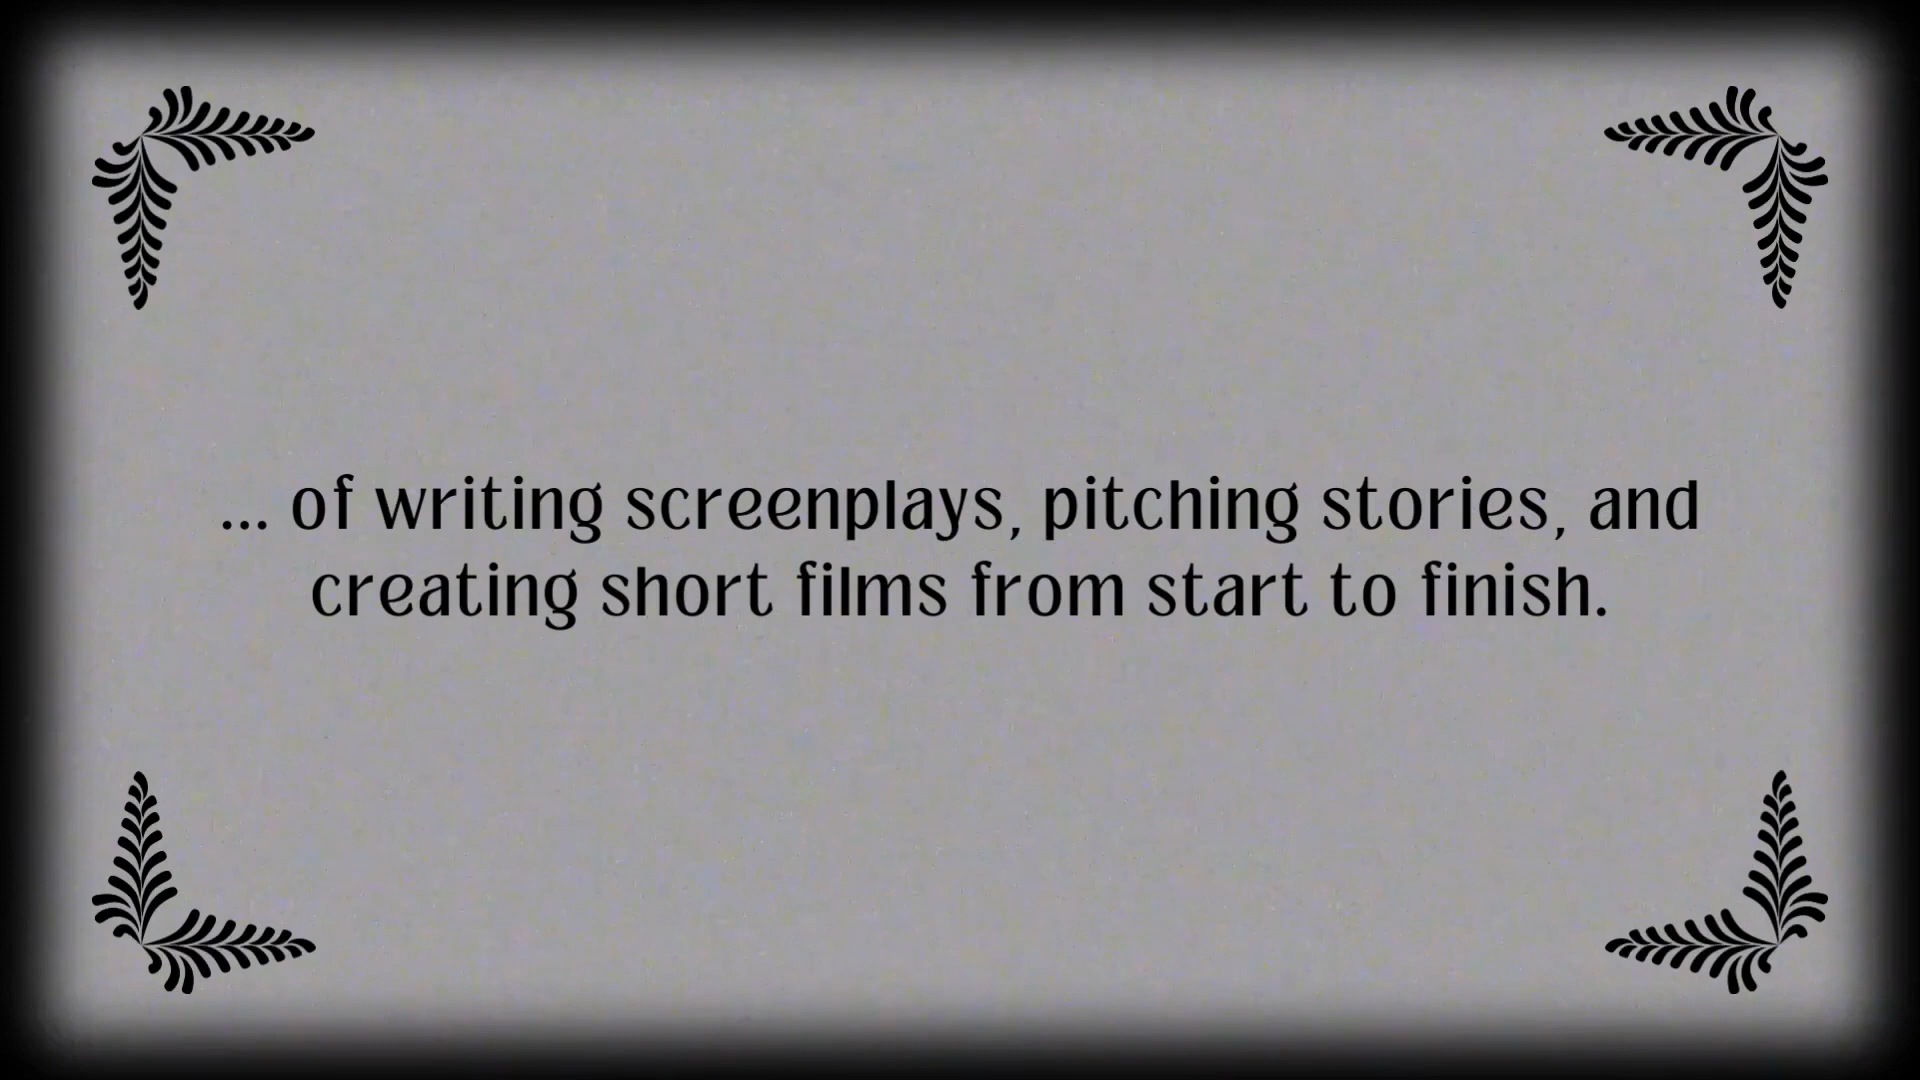 ... of writing screenplays, pitching stories, and
creating short films from start to finish.